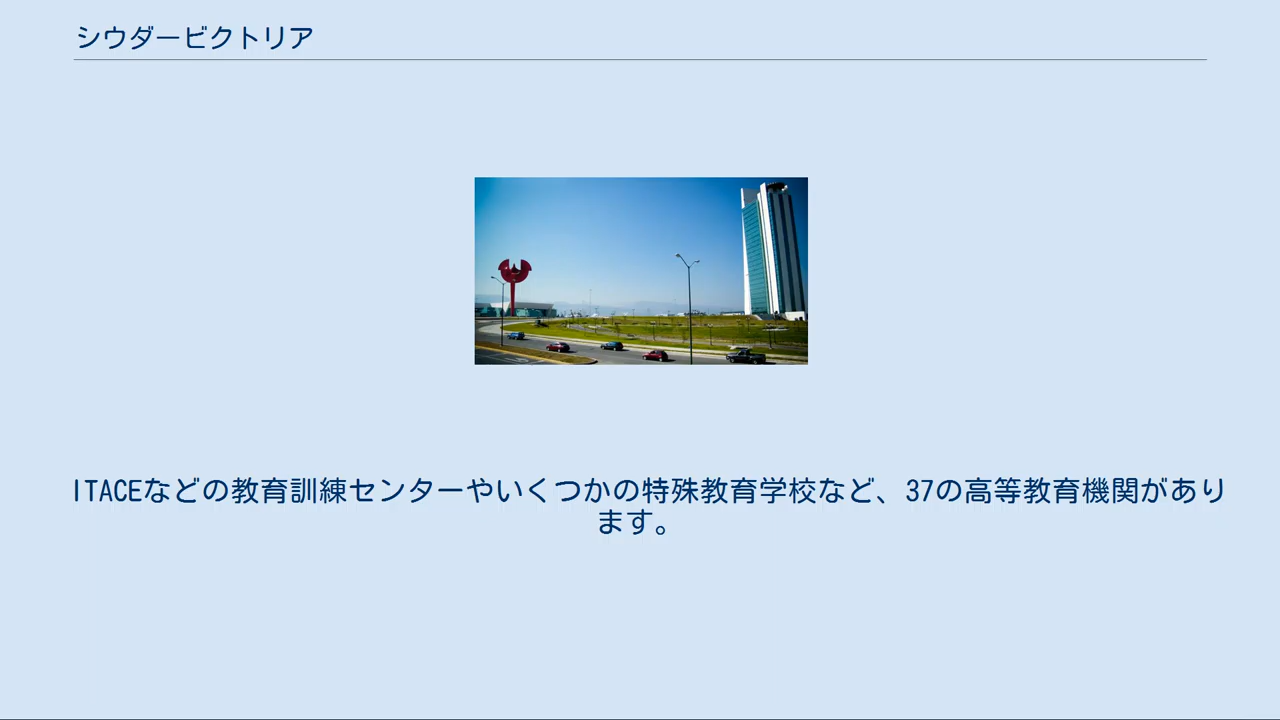 シウダービクトリア
ITACEなどの教育訓練センターやいくつかの特殊教育学校など、37の高等教育機関があり
ます。